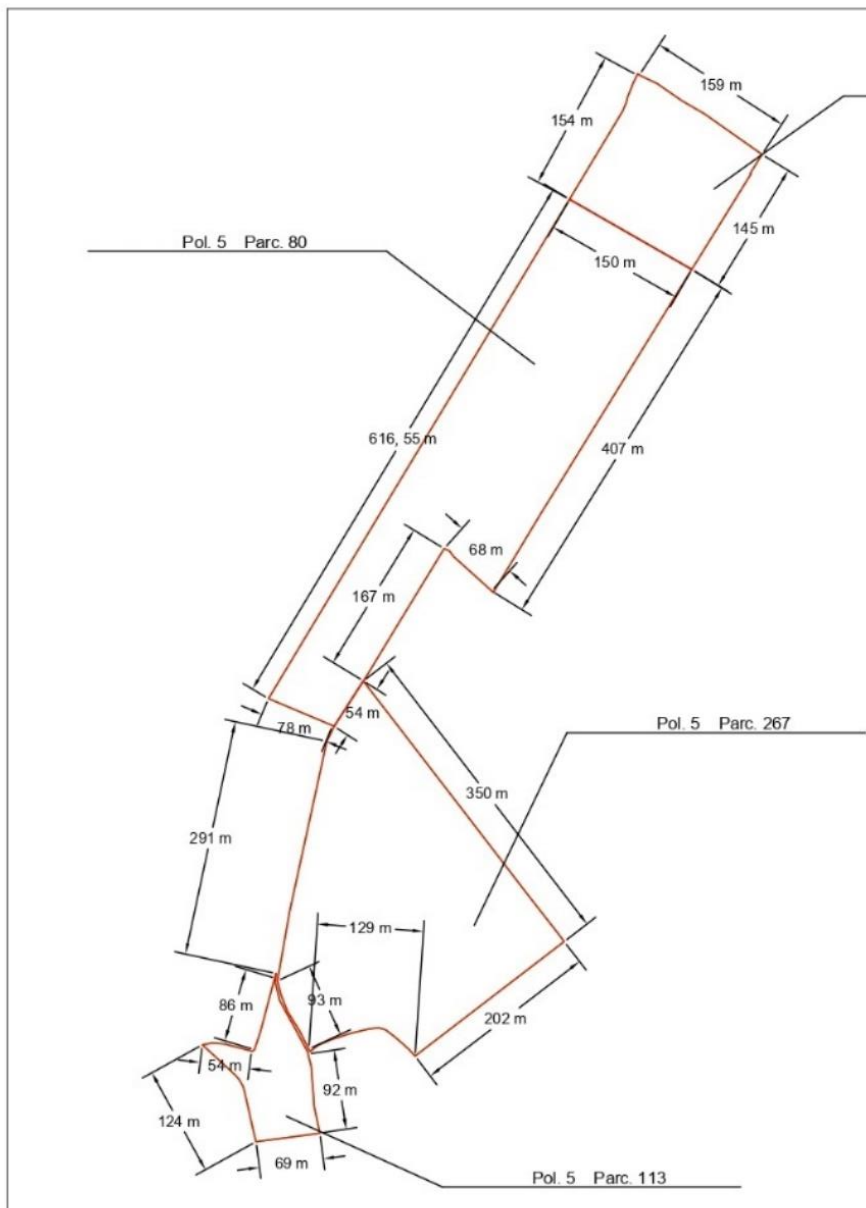 159 m
154 m
145 m
Pol. 5 Parc. 80
150 m
616, 55 m
407 m
68 m
167 m
54 m
78 m
Pol. 5 Parc. 267
350 m
291 m
129 m
86 m
93 m
202 m
54 m
92 m
124 m
69 m
Pol. 5 Parc. 113